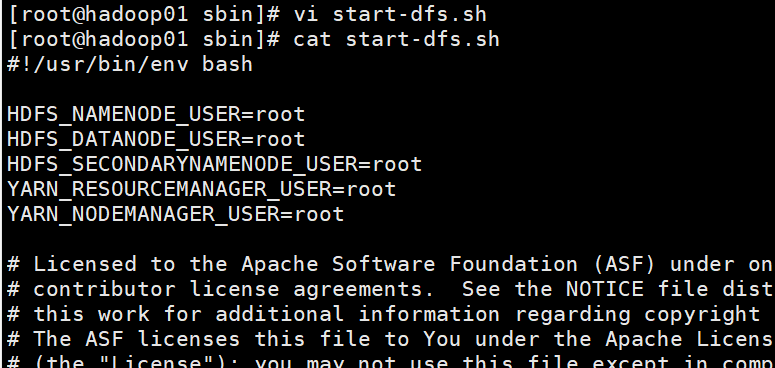 [root@hadoop01 sbin]# vi start-dfs.sh
[root@hadoop01 sbin]# cat start-dfs.sh
#!/usr/bin/env bash
HDFS_NAMENODE_USER=root
HDFS_DATANODE_USER=root
HDFS_SECONDARYNAMENODE_USER=root
YARN_RESOURCEMANAGER_USER=root
YARN_NODEMANAGER_USER=root
# Licensed to the Apache Software Foundation (ASF) under on
# contributor license agreements.  See the NOTICE file dist
# this work for additional information regarding copyright
# The ASF licenses this file to You under the Apache Licens
# (the "License"); you may not use this file except in comp